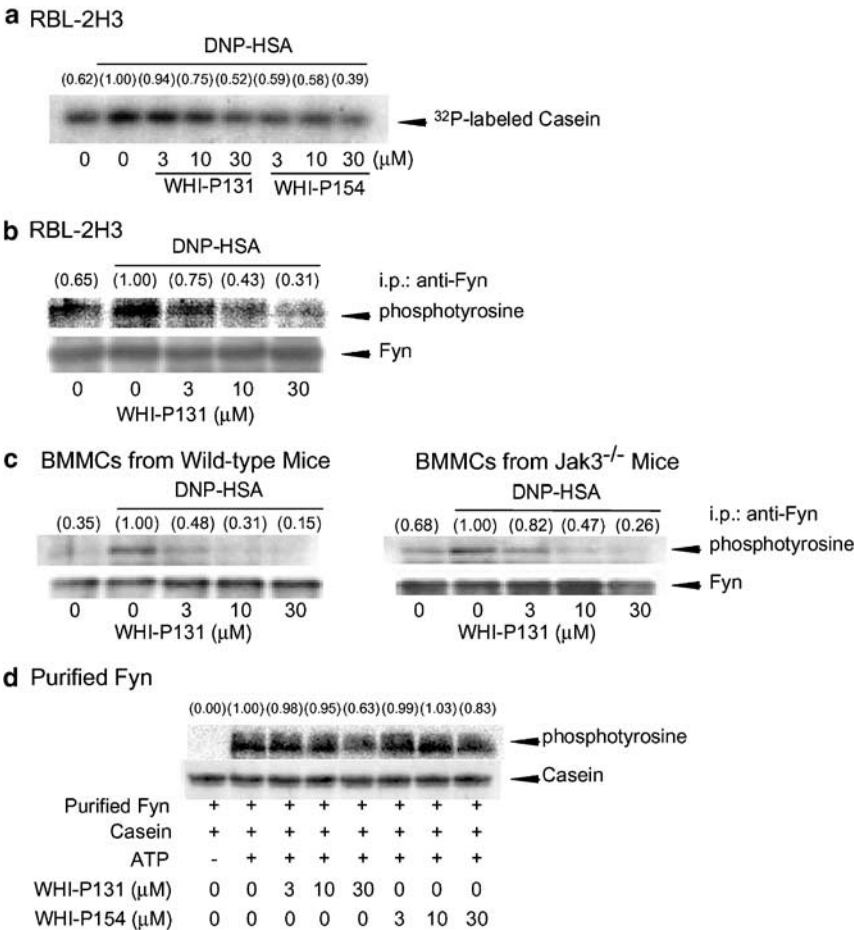 a RBL-2H3
DNP-HSA
(0.62)(1.00)(0.94)(0.75)(0.52)(0.59)(0.58)(0.39)
32P-labeled Casein
0 0 3 10 30 3 10 30 (μM)
WHI-P131 WHI-P154
b RBL-2H3
DNP-HSA
(0.65) (1.00) (0.75) (0.43) (0.31) i.p.: anti-Fyn
phosphotyrosine
Fyn
0 0 3 10 30
WHI-P131 (μM)
c BMMCs from Wild-type Mice BMMCs from Jak3-/- Mice
DNP-HSA DNP-HSA
(0.35) (1.00) (0.48) (0.31) (0.15) (0.68) (1.00) (0.82) (0.47) (0.26) i.p.: anti-Fyn
phosphotyrosine
Fyn
0 0 3 10 30 0 0 3 10 30
WHI-P131 (μM) WHI-P131 (μM)
d Purified Fyn
(0.00)(1.00)(0.98)(0.95)(0.63)(0.99)(1.03)(0.83)
phosphotyrosine
Casein
Purified Fyn + + + + + + + +
Casein + + + + + + + +
ATP - + + + + + + +
WHI-P131 (μM) 0 0 3 10 30 0 0 0
WHI-P154 (μM) 0 0 0 0 0 3 10 30